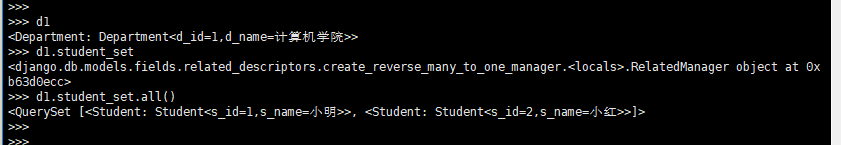 >>>
>>> d1
<Department: Department<d_id=1,d_name=计算机学院>>
>>> d1.student_set
<django.db.models.fields.related_descriptors.create_reverse_many_to_one_manager.<locals>.RelatedManager object at 0x
b63d0ecc>
>>> d1.student_set.all()
<QuerySet [<Student: Student<s_id=1,s_name=小明>>, <Student: Student<s_id=2,s_name=小红>>]>
>>>
>>>